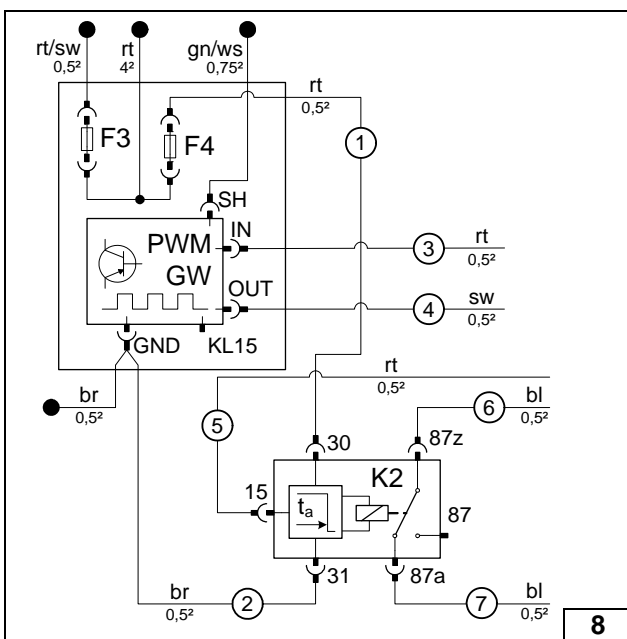 rt/sw rt gn/ws
0,5² 4² 0,75²
rt
0,5²
F3 F4
1
SH
IN
PWM 3 rt
0,5²
GW
OUT
4 sw
0,5²
GND KL15
br
0,5²
rt
0,5²
5 6 bl
0,5²
30 87z
K2
15 87
ta
31 87a
br
0,5²
2 7 bl
0,5²
8